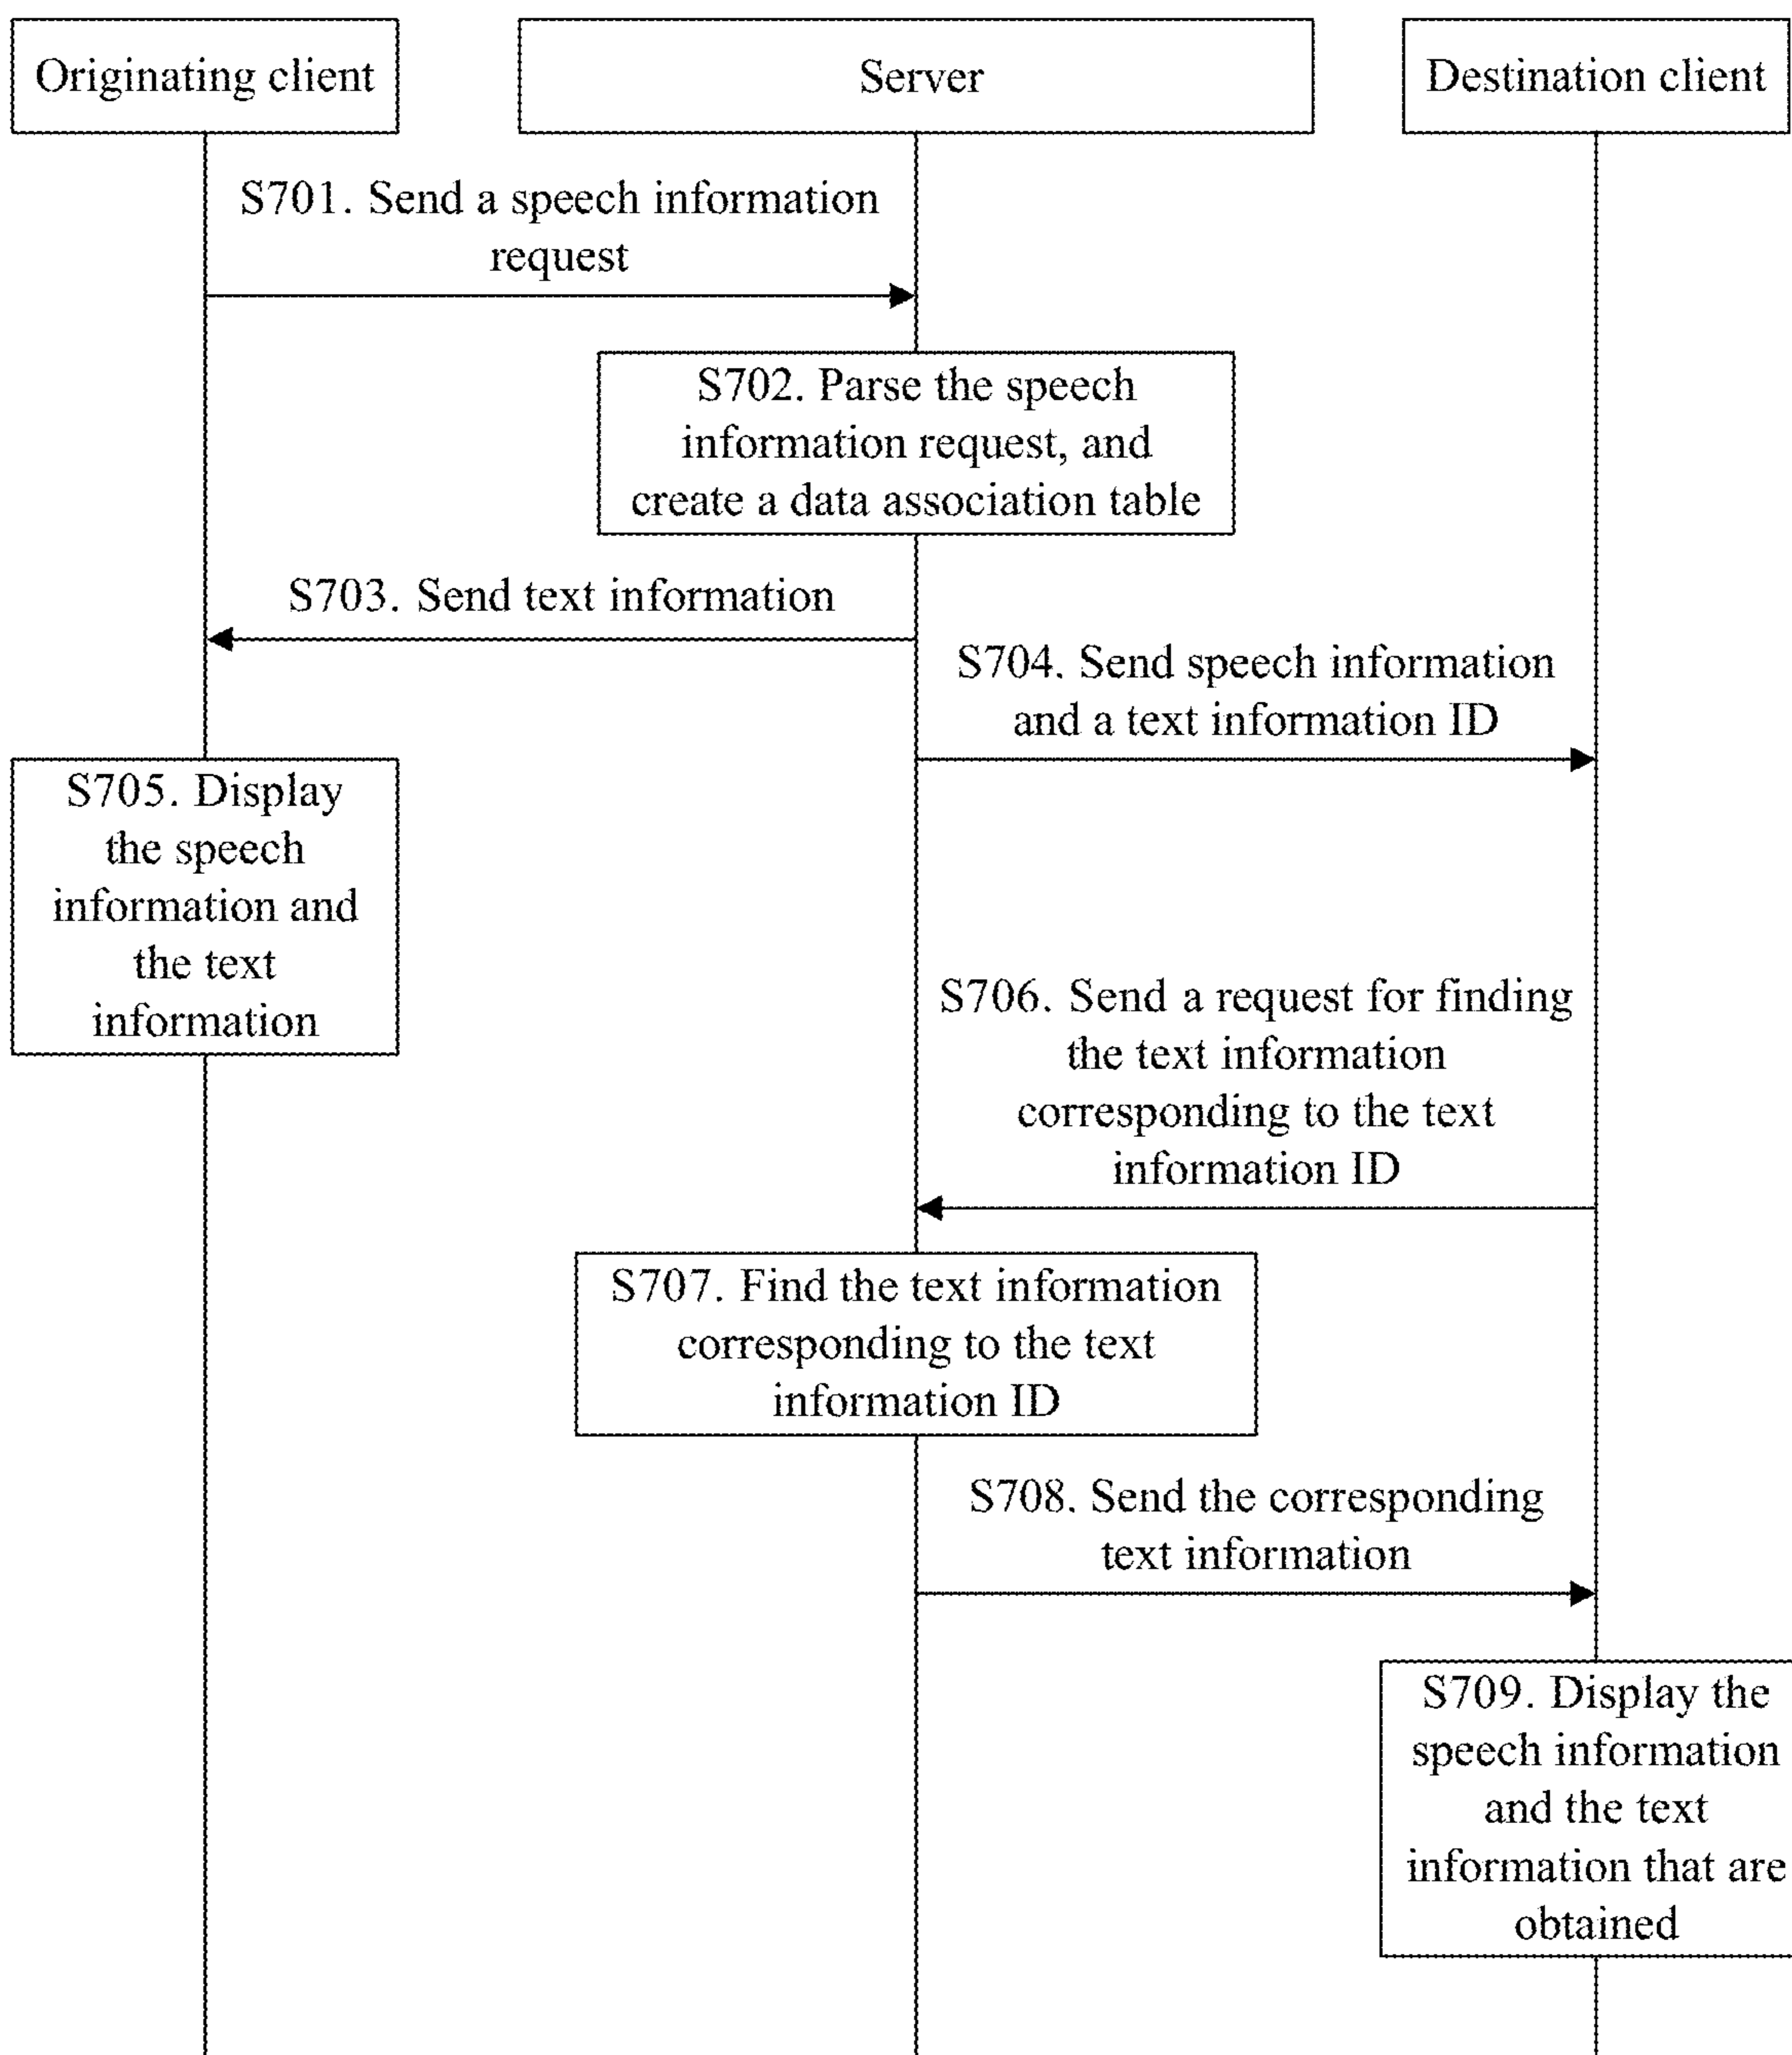 Originating client
Server
Destination client
S701. Send a speech information
request
S702. Parse the speech
information request, and
create a data association table
S703. Send text information
S704. Send speech information
and a text information ID
S705. Display
the speech
information and
the text
information
S706. Send a request for finding
the text information
corresponding to the text
information ID
S707. Find the text information
corresponding to the text
information ID
S708. Send the corresponding
text information
S709. Display the
speech information
and the text
information that are
obtained